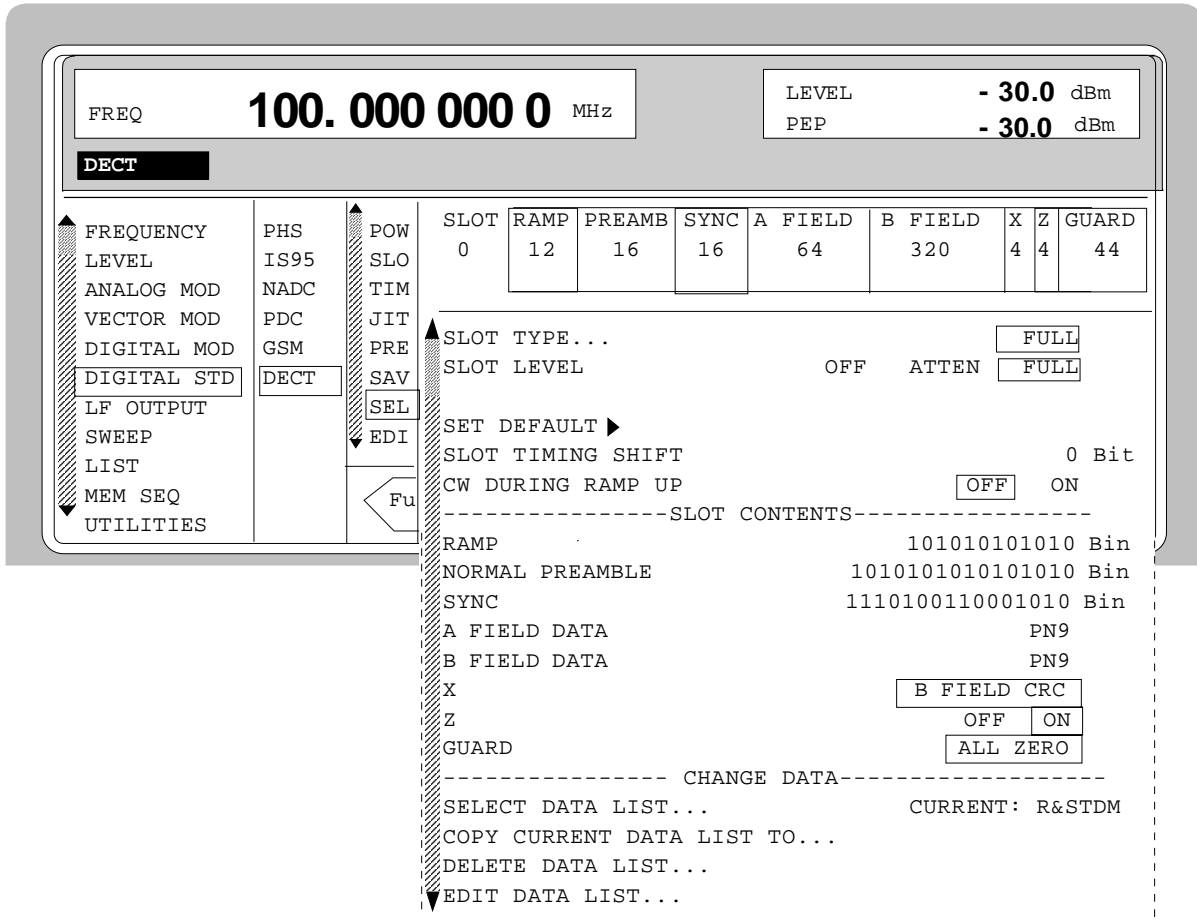 FREQ 100. 000 000 0 MHz
LEVEL - 30.0 dBm
PEP - 30.0 dBm
DECT
FREQUENCY
LEVEL
ANALOG MOD
VECTOR MOD
DIGITAL MOD
DIGITAL STD
LF OUTPUT
SWEEP
LIST
MEM SEQ
UTILITIES
PHS
IS95
NADC
PDC
GSM
DECT
POW
SLO
TIM
JIT
PRE
SAV
SEL
EDI
Fu
SLOT RAMP PREAMB SYNC A FIELD B FIELD X Z GUARD
0 12 16 16 64 320 4 4 44
SLOT TYPE... FULL
SLOT LEVEL OFF ATTEN FULL
SET DEFAULT
SLOT TIMING SHIFT 0 Bit
CW DURING RAMP UP OFF ON
----------------SLOT CONTENTS-----------------
RAMP 101010101010 Bin
NORMAL PREAMBLE 1010101010101010 Bin
SYNC 1110100110001010 Bin
A FIELD DATA PN9
B FIELD DATA PN9
X B FIELD CRC
Z OFF ON
GUARD ALL ZERO
---------------- CHANGE DATA-------------------
SELECT DATA LIST... CURRENT: R&STDM
COPY CURRENT DATA LIST TO...
DELETE DATA LIST...
EDIT DATA LIST...